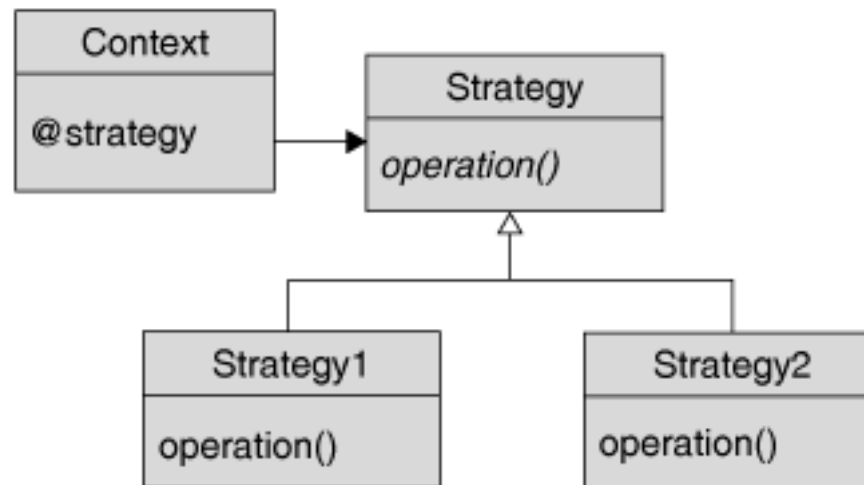 Context
@strategy
Strategy
operation()
Strategy1
operation()
Strategy2
operation()